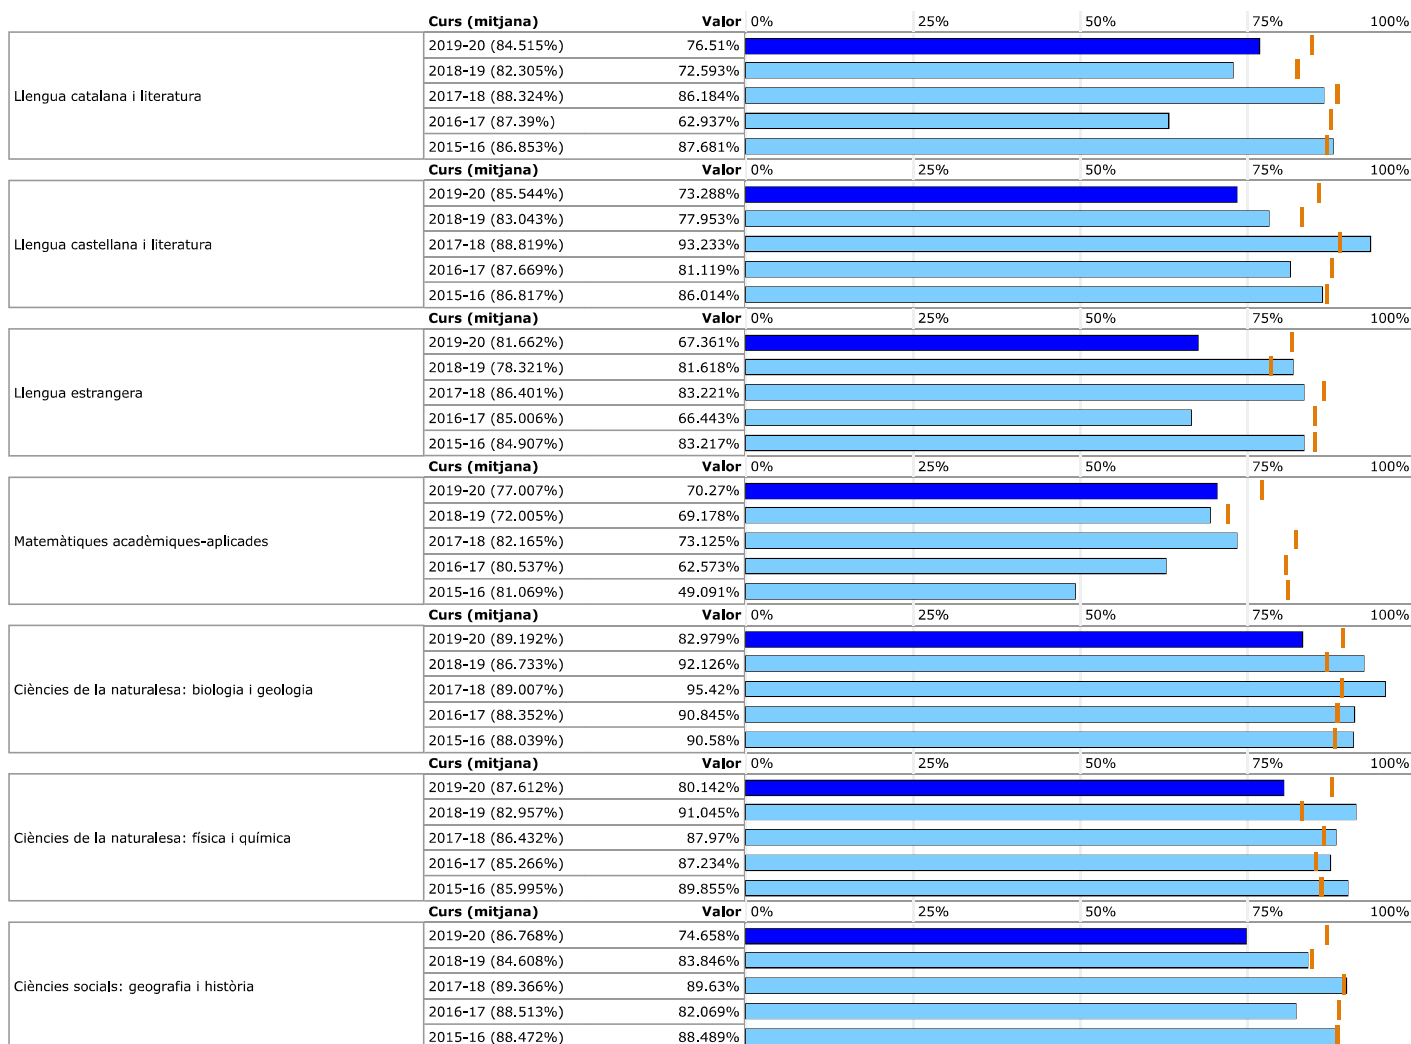 Curs (mitjana) Valor 0% 25% 50% 75% 100%
2019-20 (84.515%) 76.51%
2018-19 (82.305%) 72.593%
Llengua catalana i literatura 2017-18 (88.324%) 86.184%
2016-17 (87.39%) 62.937%
2015-16 (86.853%) 87.681%
Curs (mitjana) Valor 0% 25% 50% 75% 100%
2019-20 (85.544%) 73.288%
2018-19 (83.043%) 77.953%
Llengua castellana i literatura 2017-18 (88.819%) 93.233%
2016-17 (87.669%) 81.119%
2015-16 (86.817%) 86.014%
Curs (mitjana) Valor 0% 25% 50% 75% 100%
2019-20 (81.662%) 67.361%
2018-19 (78.321%) 81.618%
Llengua estrangera 2017-18 (86.401%) 83.221%
2016-17 (85.006%) 66.443%
2015-16 (84.907%) 83.217%
Curs (mitjana) Valor 0% 25% 50% 75% 100%
2019-20 (77.007%) 70.27%
2018-19 (72.005%) 69.178%
Matemàtiques acadèmiques-aplicades 2017-18 (82.165%) 73.125%
2016-17 (80.537%) 62.573%
2015-16 (81.069%) 49.091%
Curs (mitjana) Valor 0% 25% 50% 75% 100%
2019-20 (89.192%) 82.979%
2018-19 (86.733%) 92.126%
Ciències de la naturalesa: biologia i geologia 2017-18 (89.007%) 95.42%
2016-17 (88.352%) 90.845%
2015-16 (88.039%) 90.58%
Curs (mitjana) Valor 0% 25% 50% 75% 100%
2019-20 (87.612%) 80.142%
2018-19 (82.957%) 91.045%
Ciències de la naturalesa: física i química 2017-18 (86.432%) 87.97%
2016-17 (85.266%) 87.234%
2015-16 (85.995%) 89.855%
Curs (mitjana) Valor 0% 25% 50% 75% 100%
2019-20 (86.768%) 74.658%
2018-19 (84.608%) 83.846%
Ciències socials: geografia i història 2017-18 (89.366%) 89.63%
2016-17 (88.513%) 82.069%
2015-16 (88.472%) 88.489%